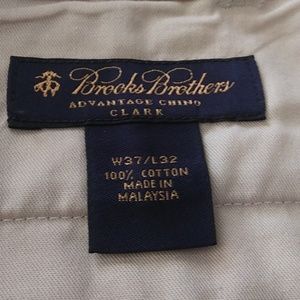 Brooks Brothers
ADVANTAGE CHINO
CLARK
W37/L32
100% COTTON
MADE IN
MALAYSIA